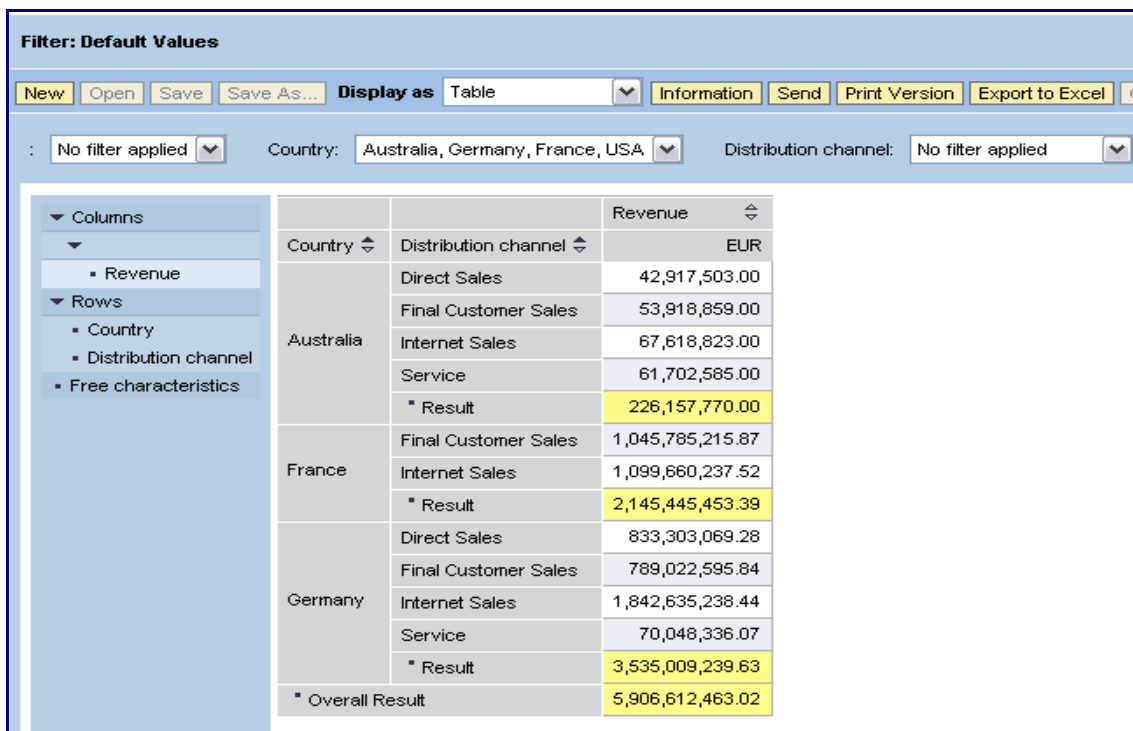 Filter: Default Values
New Open Save Save As... Display as Table Information Send Print Version Export to Excel
: No filter applied Country: Australia, Germany, France, USA Distribution channel: No filter applied
Columns
Revenue
Rows
Country
Distribution channel
Free characteristics
Revenue
Country Distribution channel EUR
Australia
Direct Sales 42,917,503.00
Final Customer Sales 53,918,859.00
Internet Sales 67,618,823.00
Service 61,702,585.00
Result 226,157,770.00
France
Final Customer Sales 1,045,785,215.87
Internet Sales 1,099,660,237.52
Result 2,145,445,453.39
Germany
Direct Sales 833,303,069.28
Final Customer Sales 789,022,595.84
Internet Sales 1,842,635,238.44
Service 70,048,336.07
Result 3,535,009,239.63
Overall Result 5,906,612,463.02